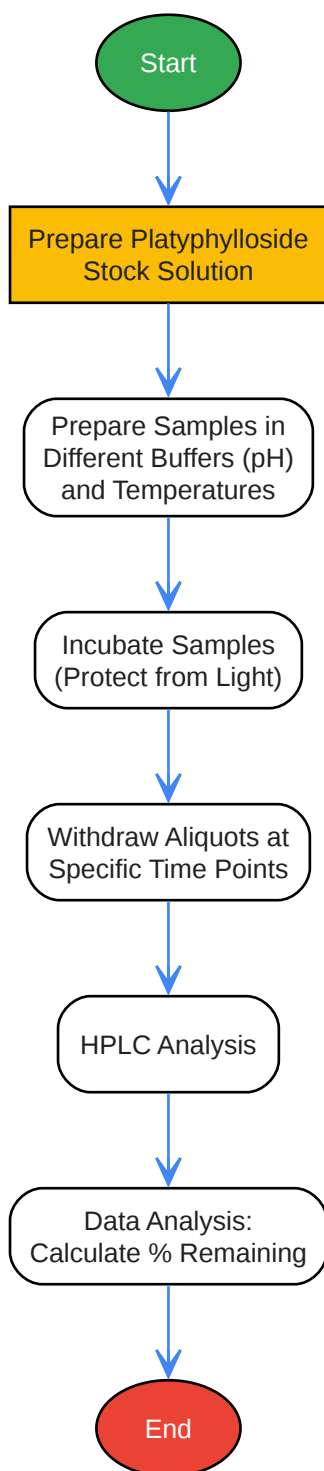 Start
Prepare Platyphylloside
Stock Solution
Prepare Samples in
Different Buffers (pH)
and Temperatures
Incubate Samples
(Protect from Light)
Withdraw Aliquots at
Specific Time Points
HPLC Analysis
Data Analysis:
Calculate % Remaining
End